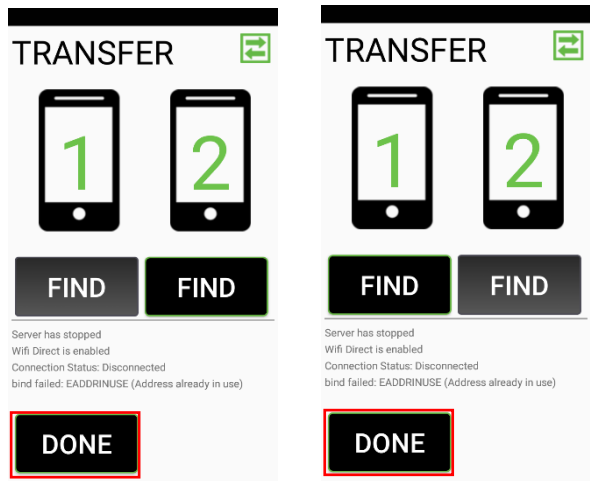 TRANSFER
1 2
FIND FIND
Server has stopped
Wifi Direct is enabled
Connection Status: Disconnected
bind failed: EADDRINUSE (Address already in use)
DONE
TRANSFER
1 2
FIND FIND
Server has stopped
Wifi Direct is enabled
Connection Status: Disconnected
bind failed: EADDRINUSE (Address already in use)
DONE